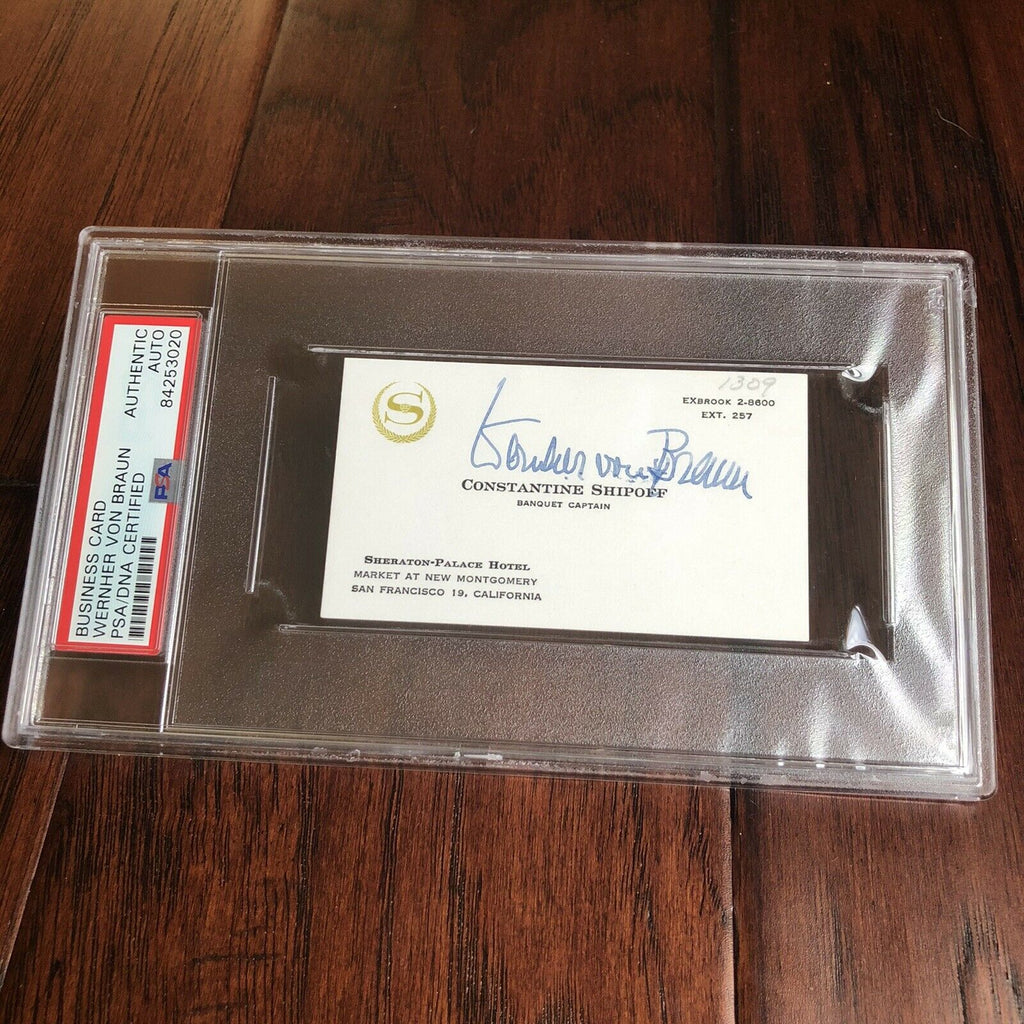 BUSINESS CARD
WERNHER VON BRAUN
PSA/DNA CERTIFIED
AUTHENTIC
AUTO
84253020
PSA
S
1309
EXBROOK 2-8600
EXT. 257
Wernher von Braun
CONSTANTINE SHIPOFF
BANQUET CAPTAIN
SHERATON-PALACE HOTEL
MARKET AT NEW MONTGOMERY
SAN FRANCISCO 19, CALIFORNIA